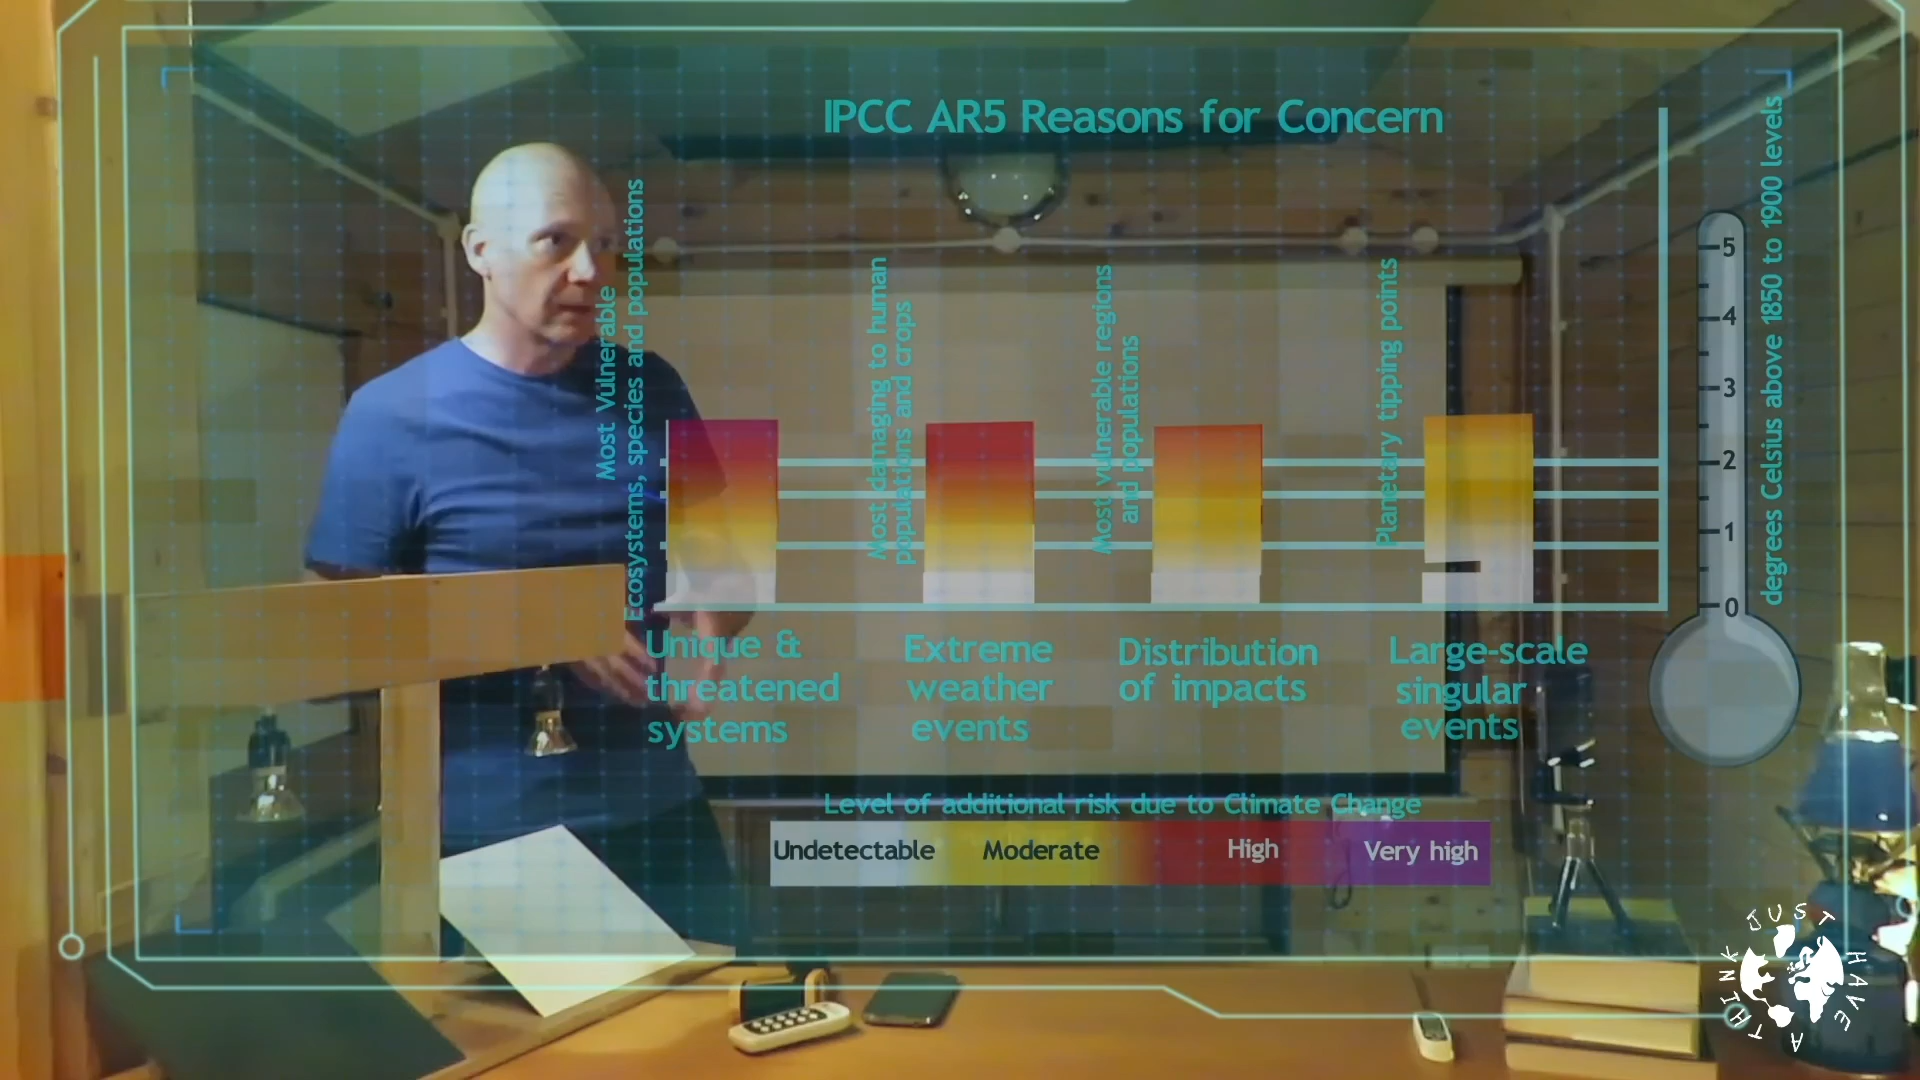 IPCC AR5 Reasons for Concern
Most Vulnerable
Ecosystems, species and populations
Most damaging to human
populations and crops
Most vulnerable regions
and populations
Planetary tipping points
degrees Celsius above 1850 to 1900 levels
5
4
3
2
1
0
Unique &
threatened
systems
Extreme
weather
events
Distribution
of impacts
Large-scale
singular
events
Level of additional risk due to Climate Change
Undetectable Moderate High Very high
JUST HAVE A THINK